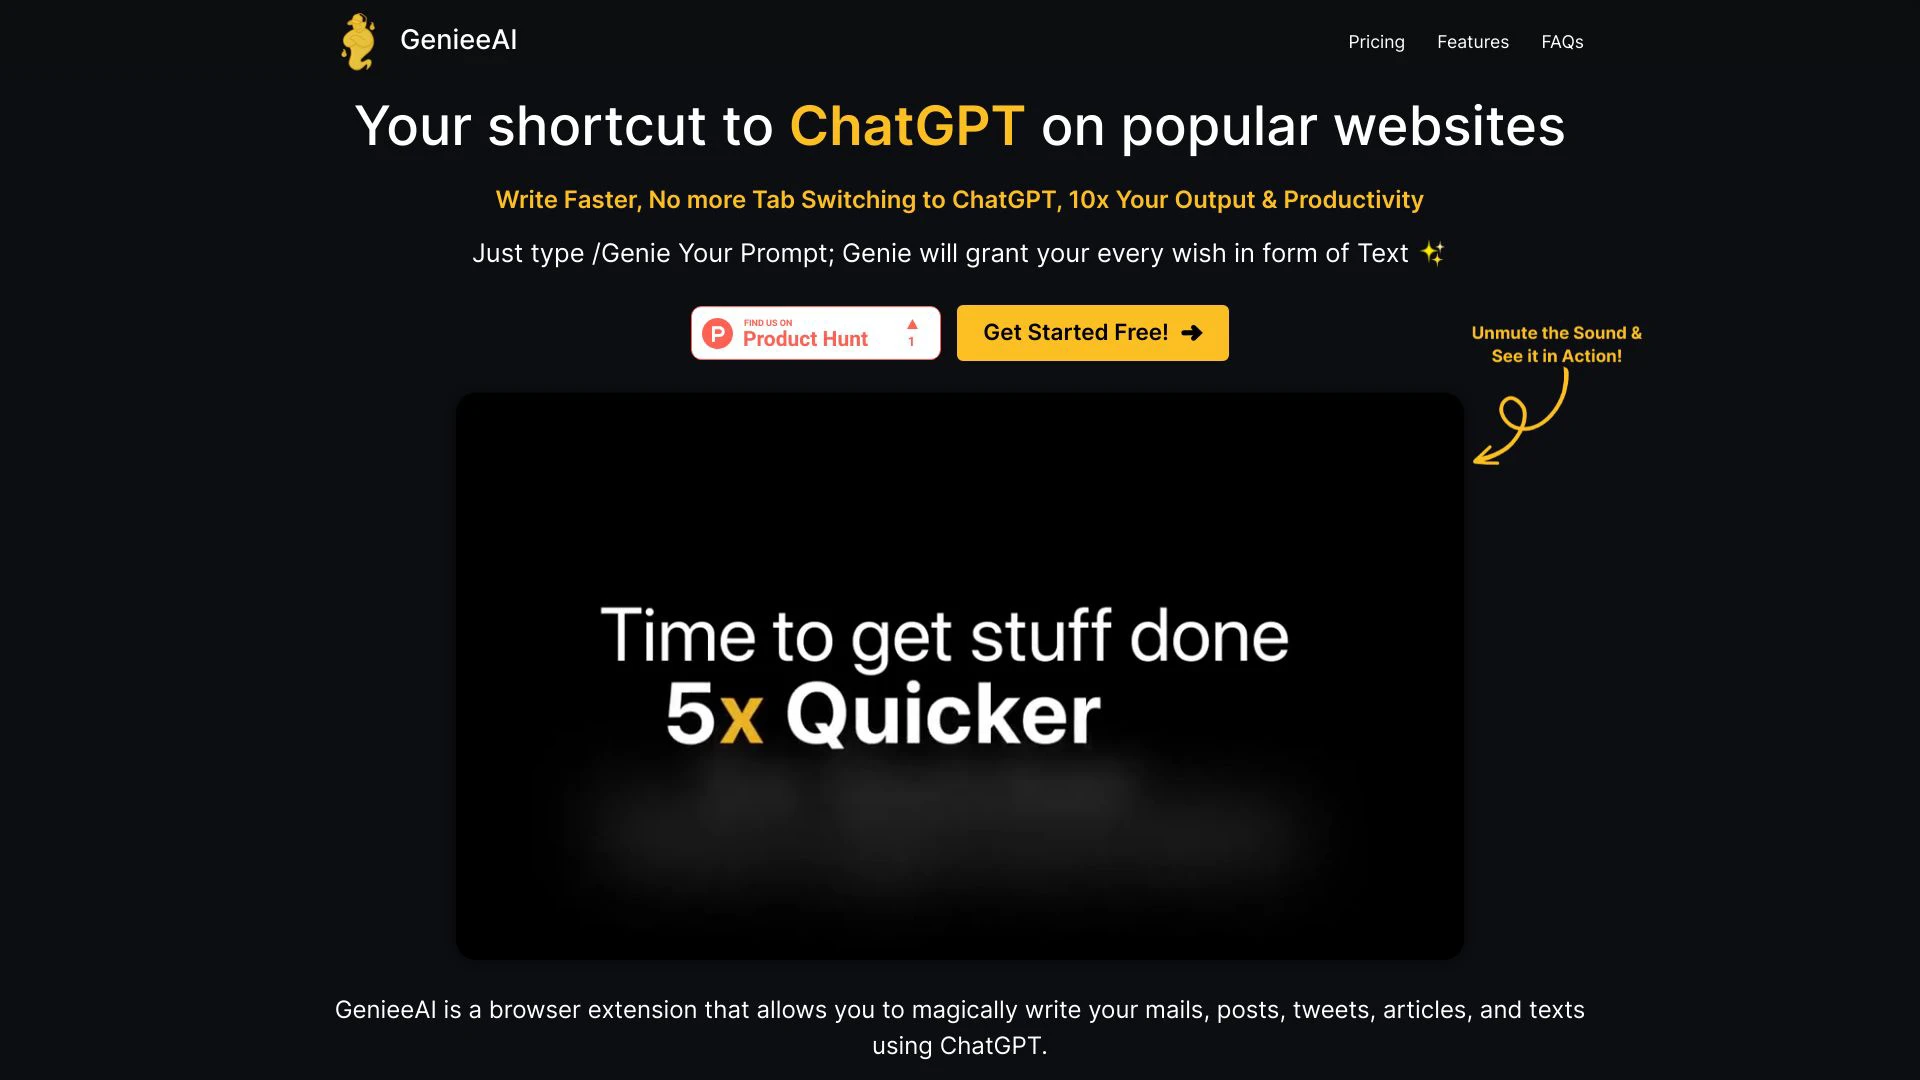 GenieeAI
Pricing
Features
FAQs
Your shortcut to ChatGPT on popular websites
Write Faster, No more Tab Switching to ChatGPT, 10x Your Output & Productivity
Just type /Genie Your Prompt; Genie will grant your every wish in form of Text ✨
P
FIND US ON
Product Hunt
▲
1
Get Started Free! ➜
Unmute the Sound &
See it in Action!
Time to get stuff done
5x Quicker
GenieeAI is a browser extension that allows you to magically write your mails, posts, tweets, articles, and texts
using ChatGPT.